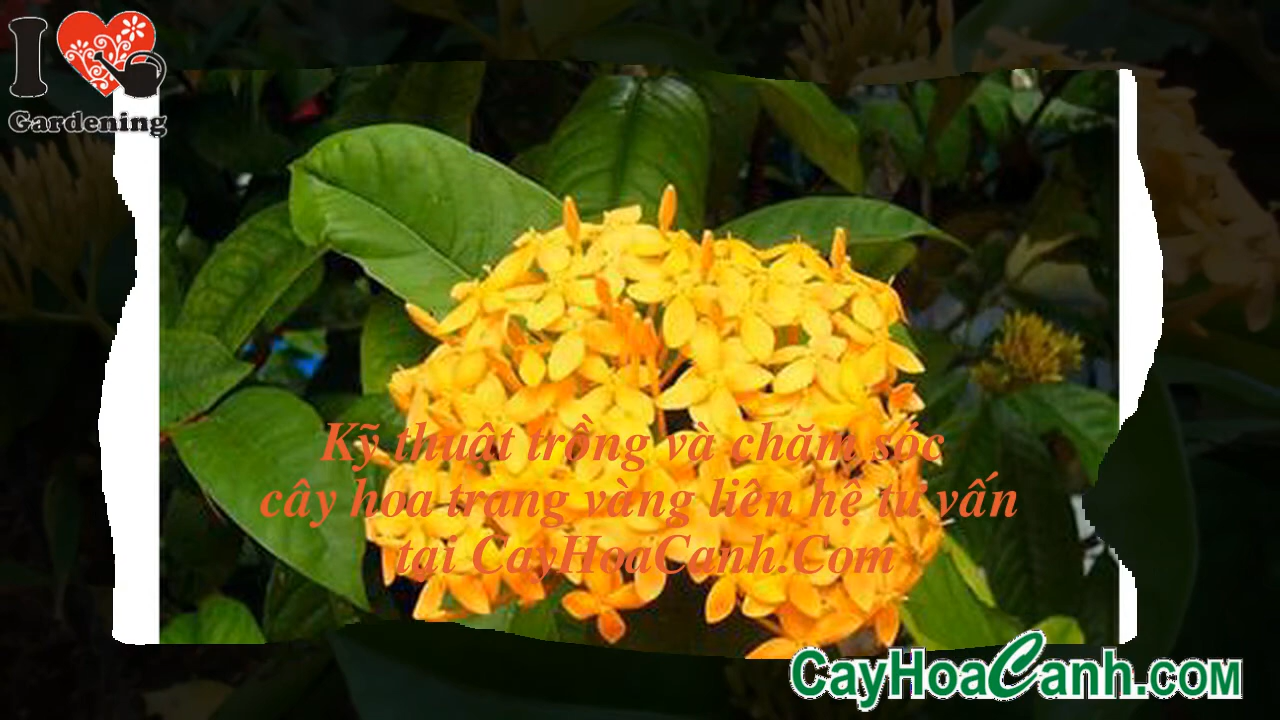 I
Gardening
Kỹ thuật trồng và chăm sóc
cây hoa trang vàng liên hệ tư vấn
tại CayHoaCanh.Com
CayHoaCanh.com